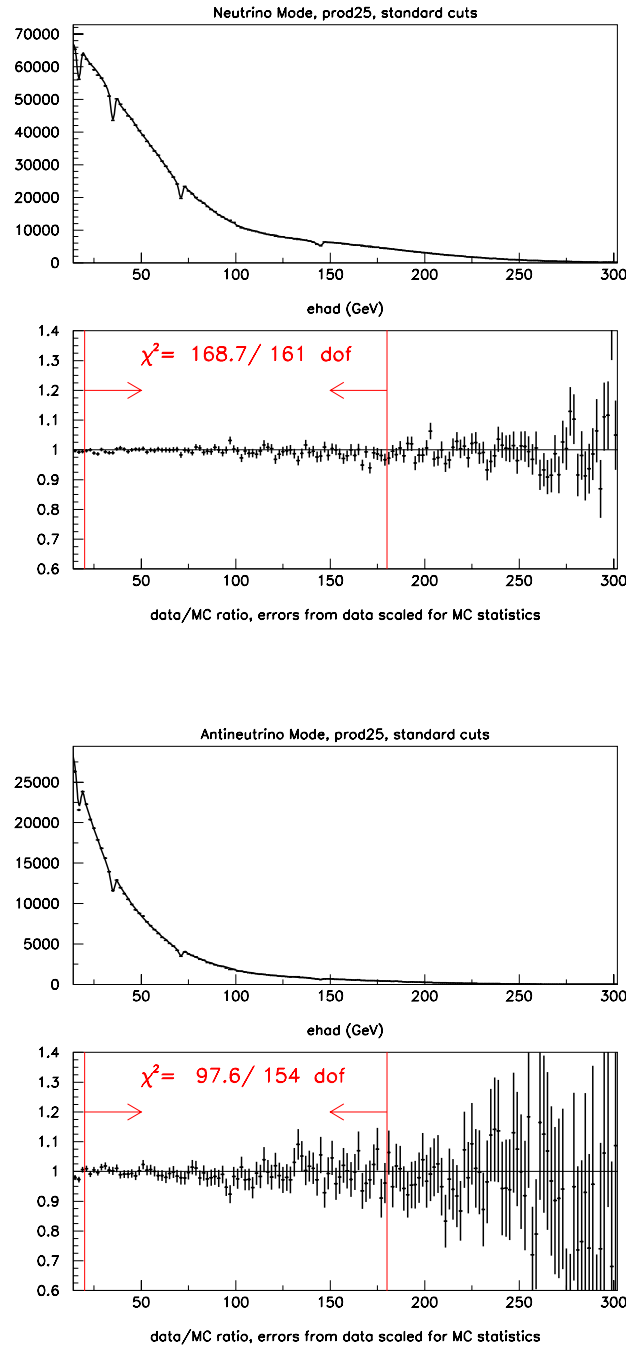 Neutrino Mode, prod25, standard cuts
70000
60000
50000
40000
30000
20000
10000
0
50 100 150 200 250 300
ehad (GeV)
1.4
1.3
1.2
1.1
1
0.9
0.8
0.7
0.6
χ²= 168.7/ 161 dof
50 100 150 200 250 300
data/MC ratio, errors from data scaled for MC statistics
Antineutrino Mode, prod25, standard cuts
25000
20000
15000
10000
5000
0
50 100 150 200 250 300
ehad (GeV)
1.4
1.3
1.2
1.1
1
0.9
0.8
0.7
0.6
χ²= 97.6/ 154 dof
50 100 150 200 250 300
data/MC ratio, errors from data scaled for MC statistics